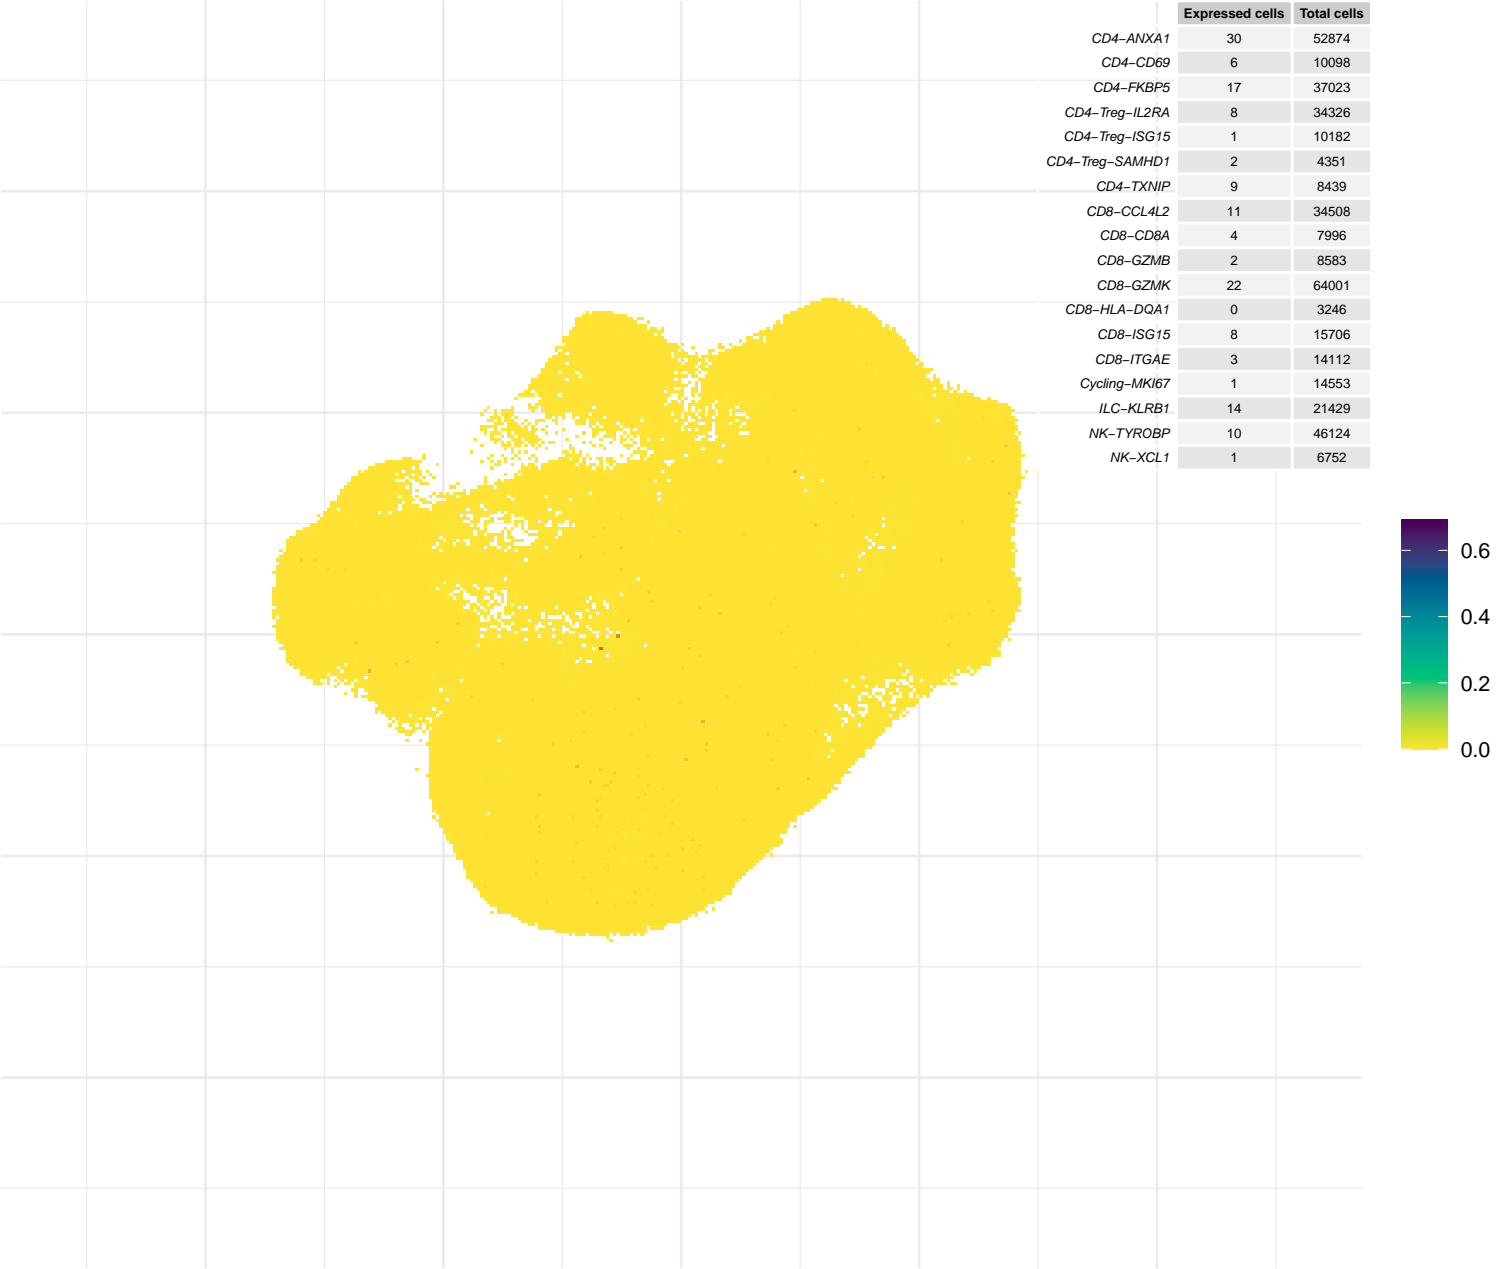 Expressed cells Total cells
CD4−ANXA1 30 52874
CD4−CD69 6 10098
CD4−FKBP5 17 37023
CD4−Treg−IL2RA 8 34326
CD4−Treg−ISG15 1 10182
CD4−Treg−SAMHD1 2 4351
CD4−TXNIP 9 8439
CD8−CCL4L2 11 34508
CD8−CD8A 4 7996
CD8−GZMB 2 8583
CD8−GZMK 22 64001
CD8−HLA−DQA1 0 3246
CD8−ISG15 8 15706
CD8−ITGAE 3 14112
Cycling−MKI67 1 14553
ILC−KLRB1 14 21429
NK−TYROBP 10 46124
NK−XCL1 1 6752
0.6
0.4
0.2
0.0